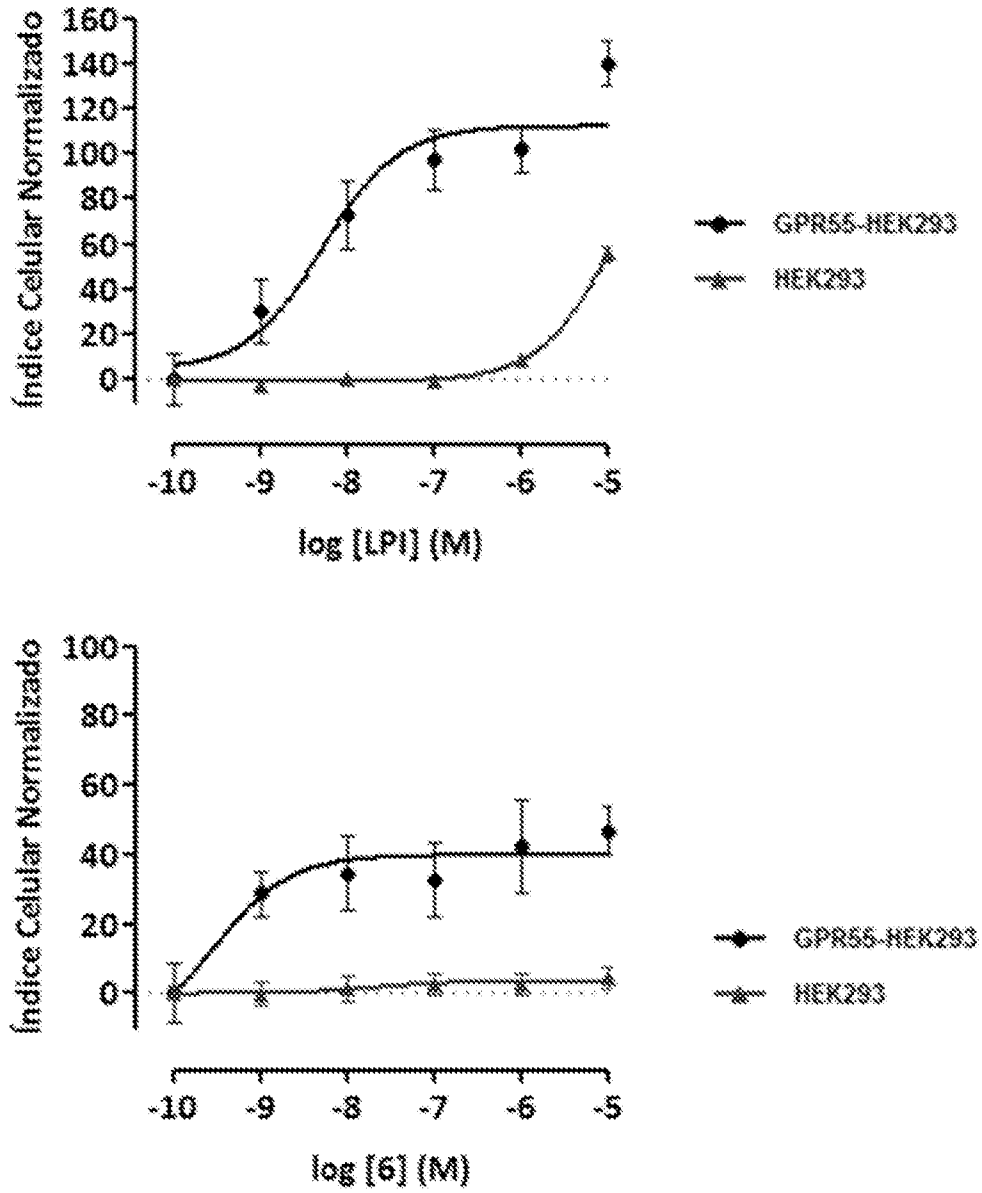 Índice Celular Normalizado
160
140
120
100
80
60
40
20
0
-10 -9 -8 -7 -6 -5
log [LPI] (M)
GPR55-HEK293
HEK293
Índice Celular Normalizado
100
80
60
40
20
0
-10 -9 -8 -7 -6 -5
log [6] (M)
GPR55-HEK293
HEK293